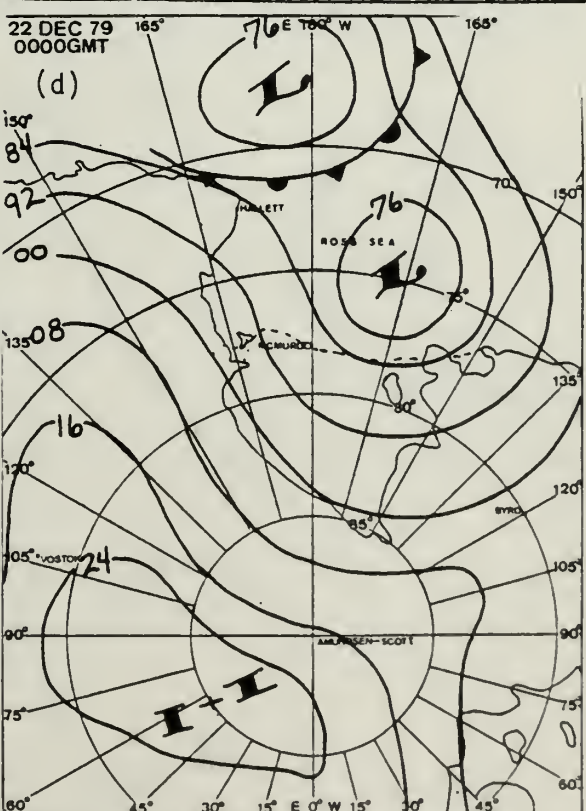 22 DEC 79
0000GMT
(d)
165°
E 180° W
165°
76
L
150°
84
70
150°
92
HALLETT
76
ROSS SEA
L
00
75°
135°
08
MCMURDO
135°
80°
16
120°
120°
BYRD
85°
105°
VOSTOK
24
105°
90°
AMUNDSEN-SCOTT
90°
H
75°
75°
60°
60°
45°
30°
15°
E 0° W
15°
30°
45°